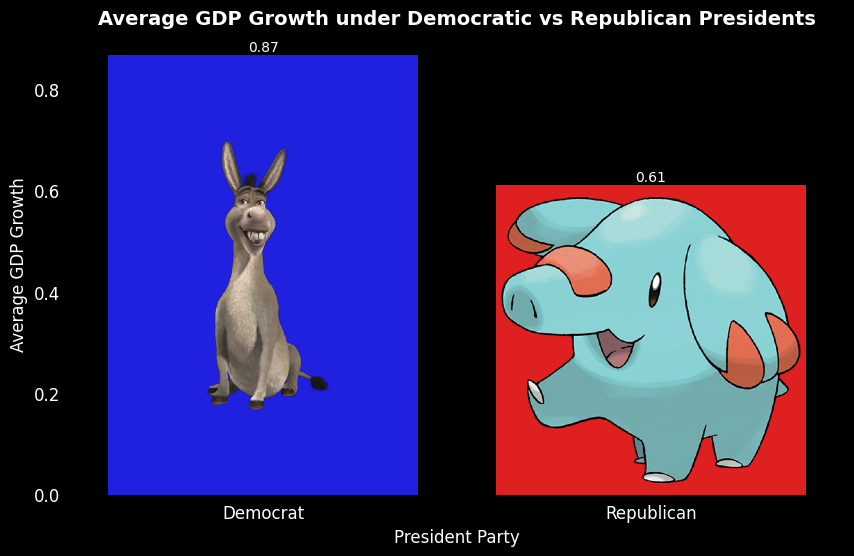 Average GDP Growth under Democratic vs Republican Presidents
0.87
0.61
0.8
0.6
0.4
0.2
0.0
Average GDP Growth
Democrat
Republican
President Party